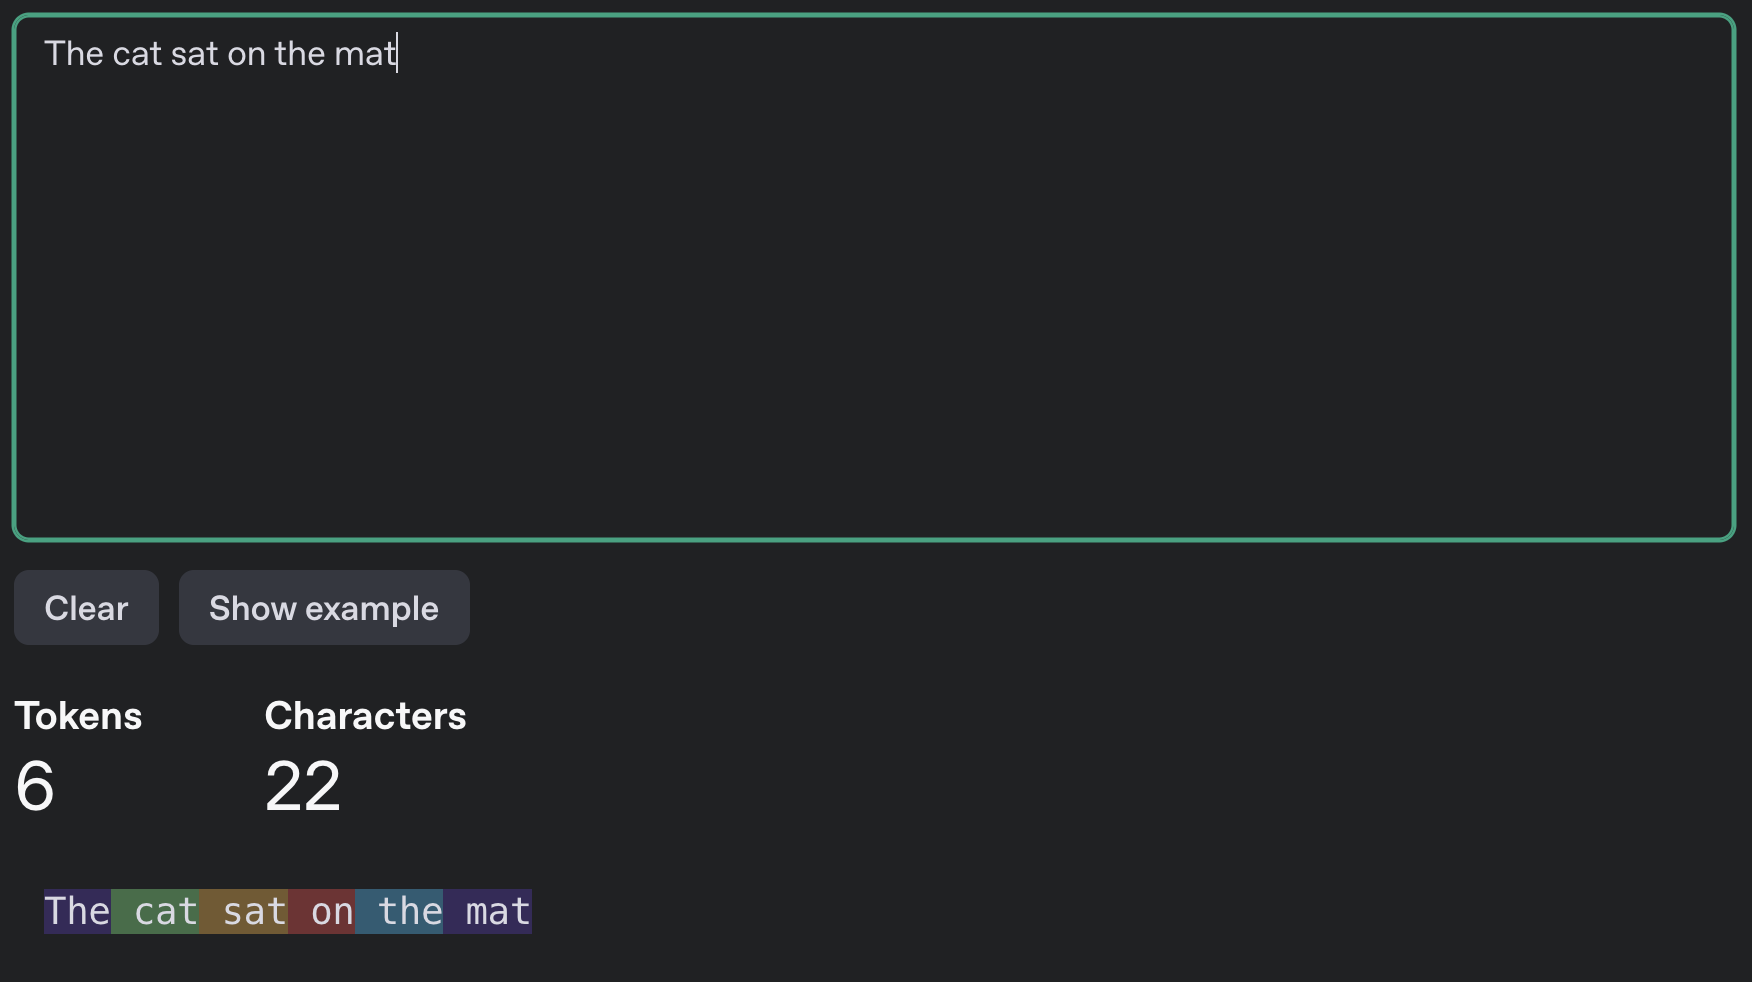 The cat sat on the mat
Clear Show example
Tokens Characters
6 22
The cat sat on the mat